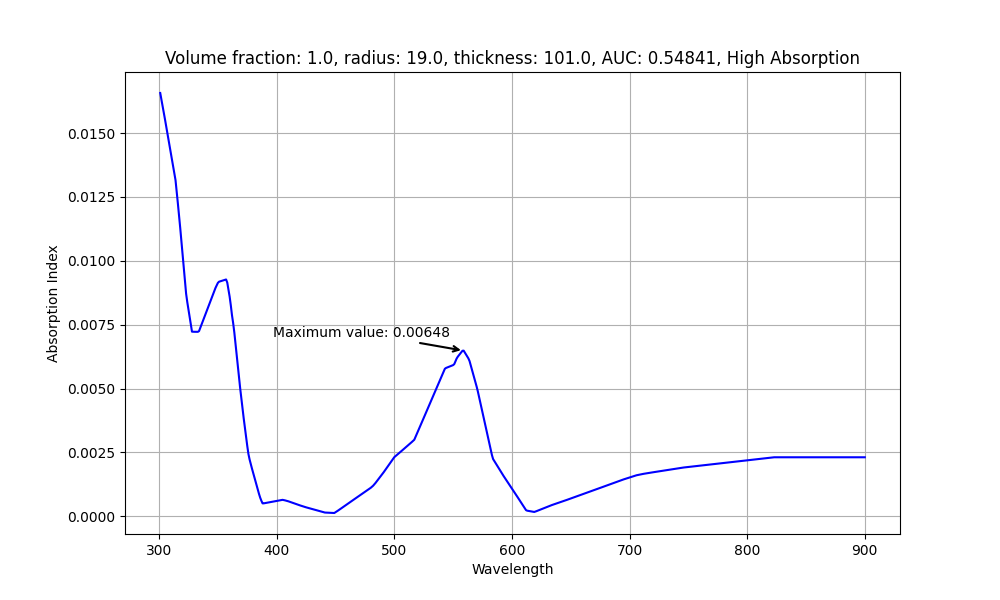 Volume fraction: 1.0, radius: 19.0, thickness: 101.0, AUC: 0.54841, High Absorption
0.0150
0.0125
0.0100
0.0075
0.0050
0.0025
0.0000
Absorption Index
Maximum value: 0.00648
300 400 500 600 700 800 900
Wavelength